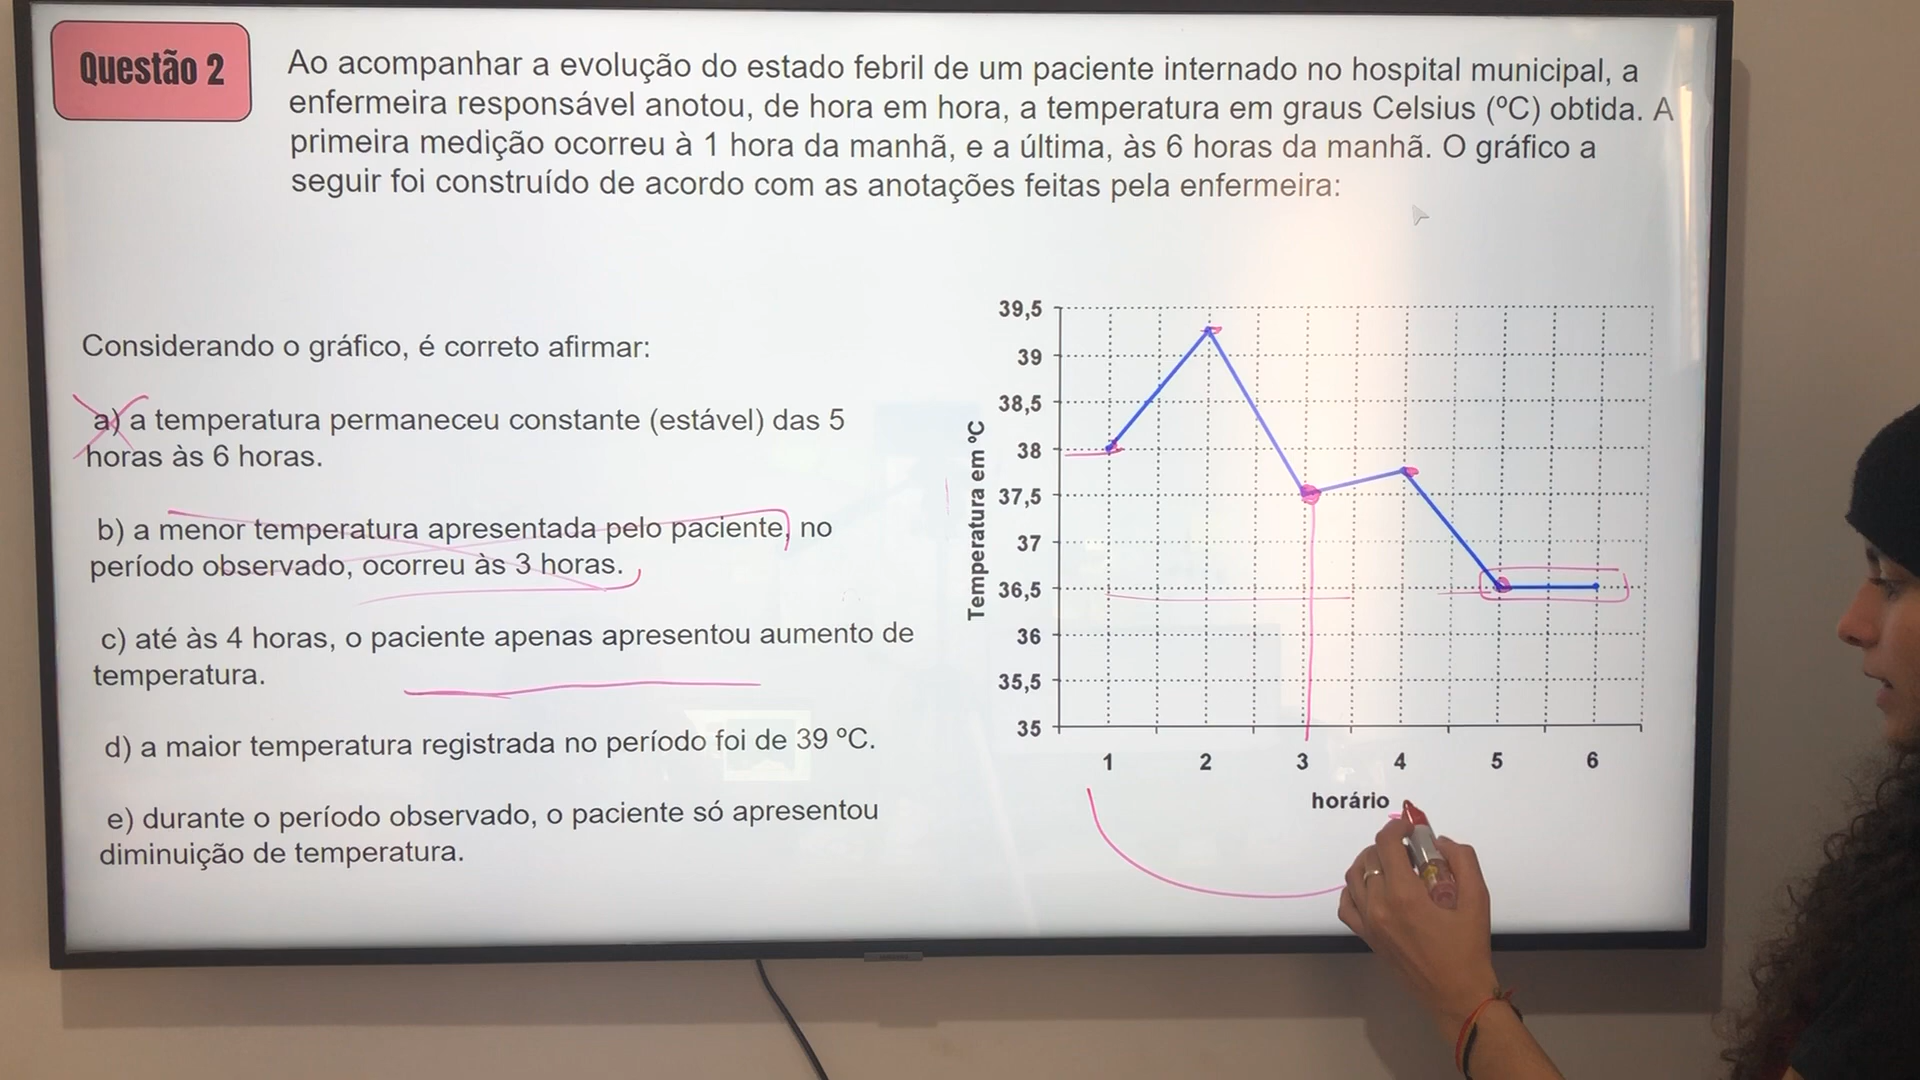 Questão 2
Ao acompanhar a evolução do estado febril de um paciente internado no hospital municipal, a
enfermeira responsável anotou, de hora em hora, a temperatura em graus Celsius (ºC) obtida. A
primeira medição ocorreu à 1 hora da manhã, e a última, às 6 horas da manhã. O gráfico a
seguir foi construído de acordo com as anotações feitas pela enfermeira:
Considerando o gráfico, é correto afirmar:
a) a temperatura permaneceu constante (estável) das 5
horas às 6 horas.
b) a menor temperatura apresentada pelo paciente, no
período observado, ocorreu às 3 horas.
c) até às 4 horas, o paciente apenas apresentou aumento de
temperatura.
d) a maior temperatura registrada no período foi de 39 ºC.
e) durante o período observado, o paciente só apresentou
diminuição de temperatura.
Temperatura em ºC
39,5
39
38,5
38
37,5
37
36,5
36
35,5
35
1 2 3 4 5 6
horário